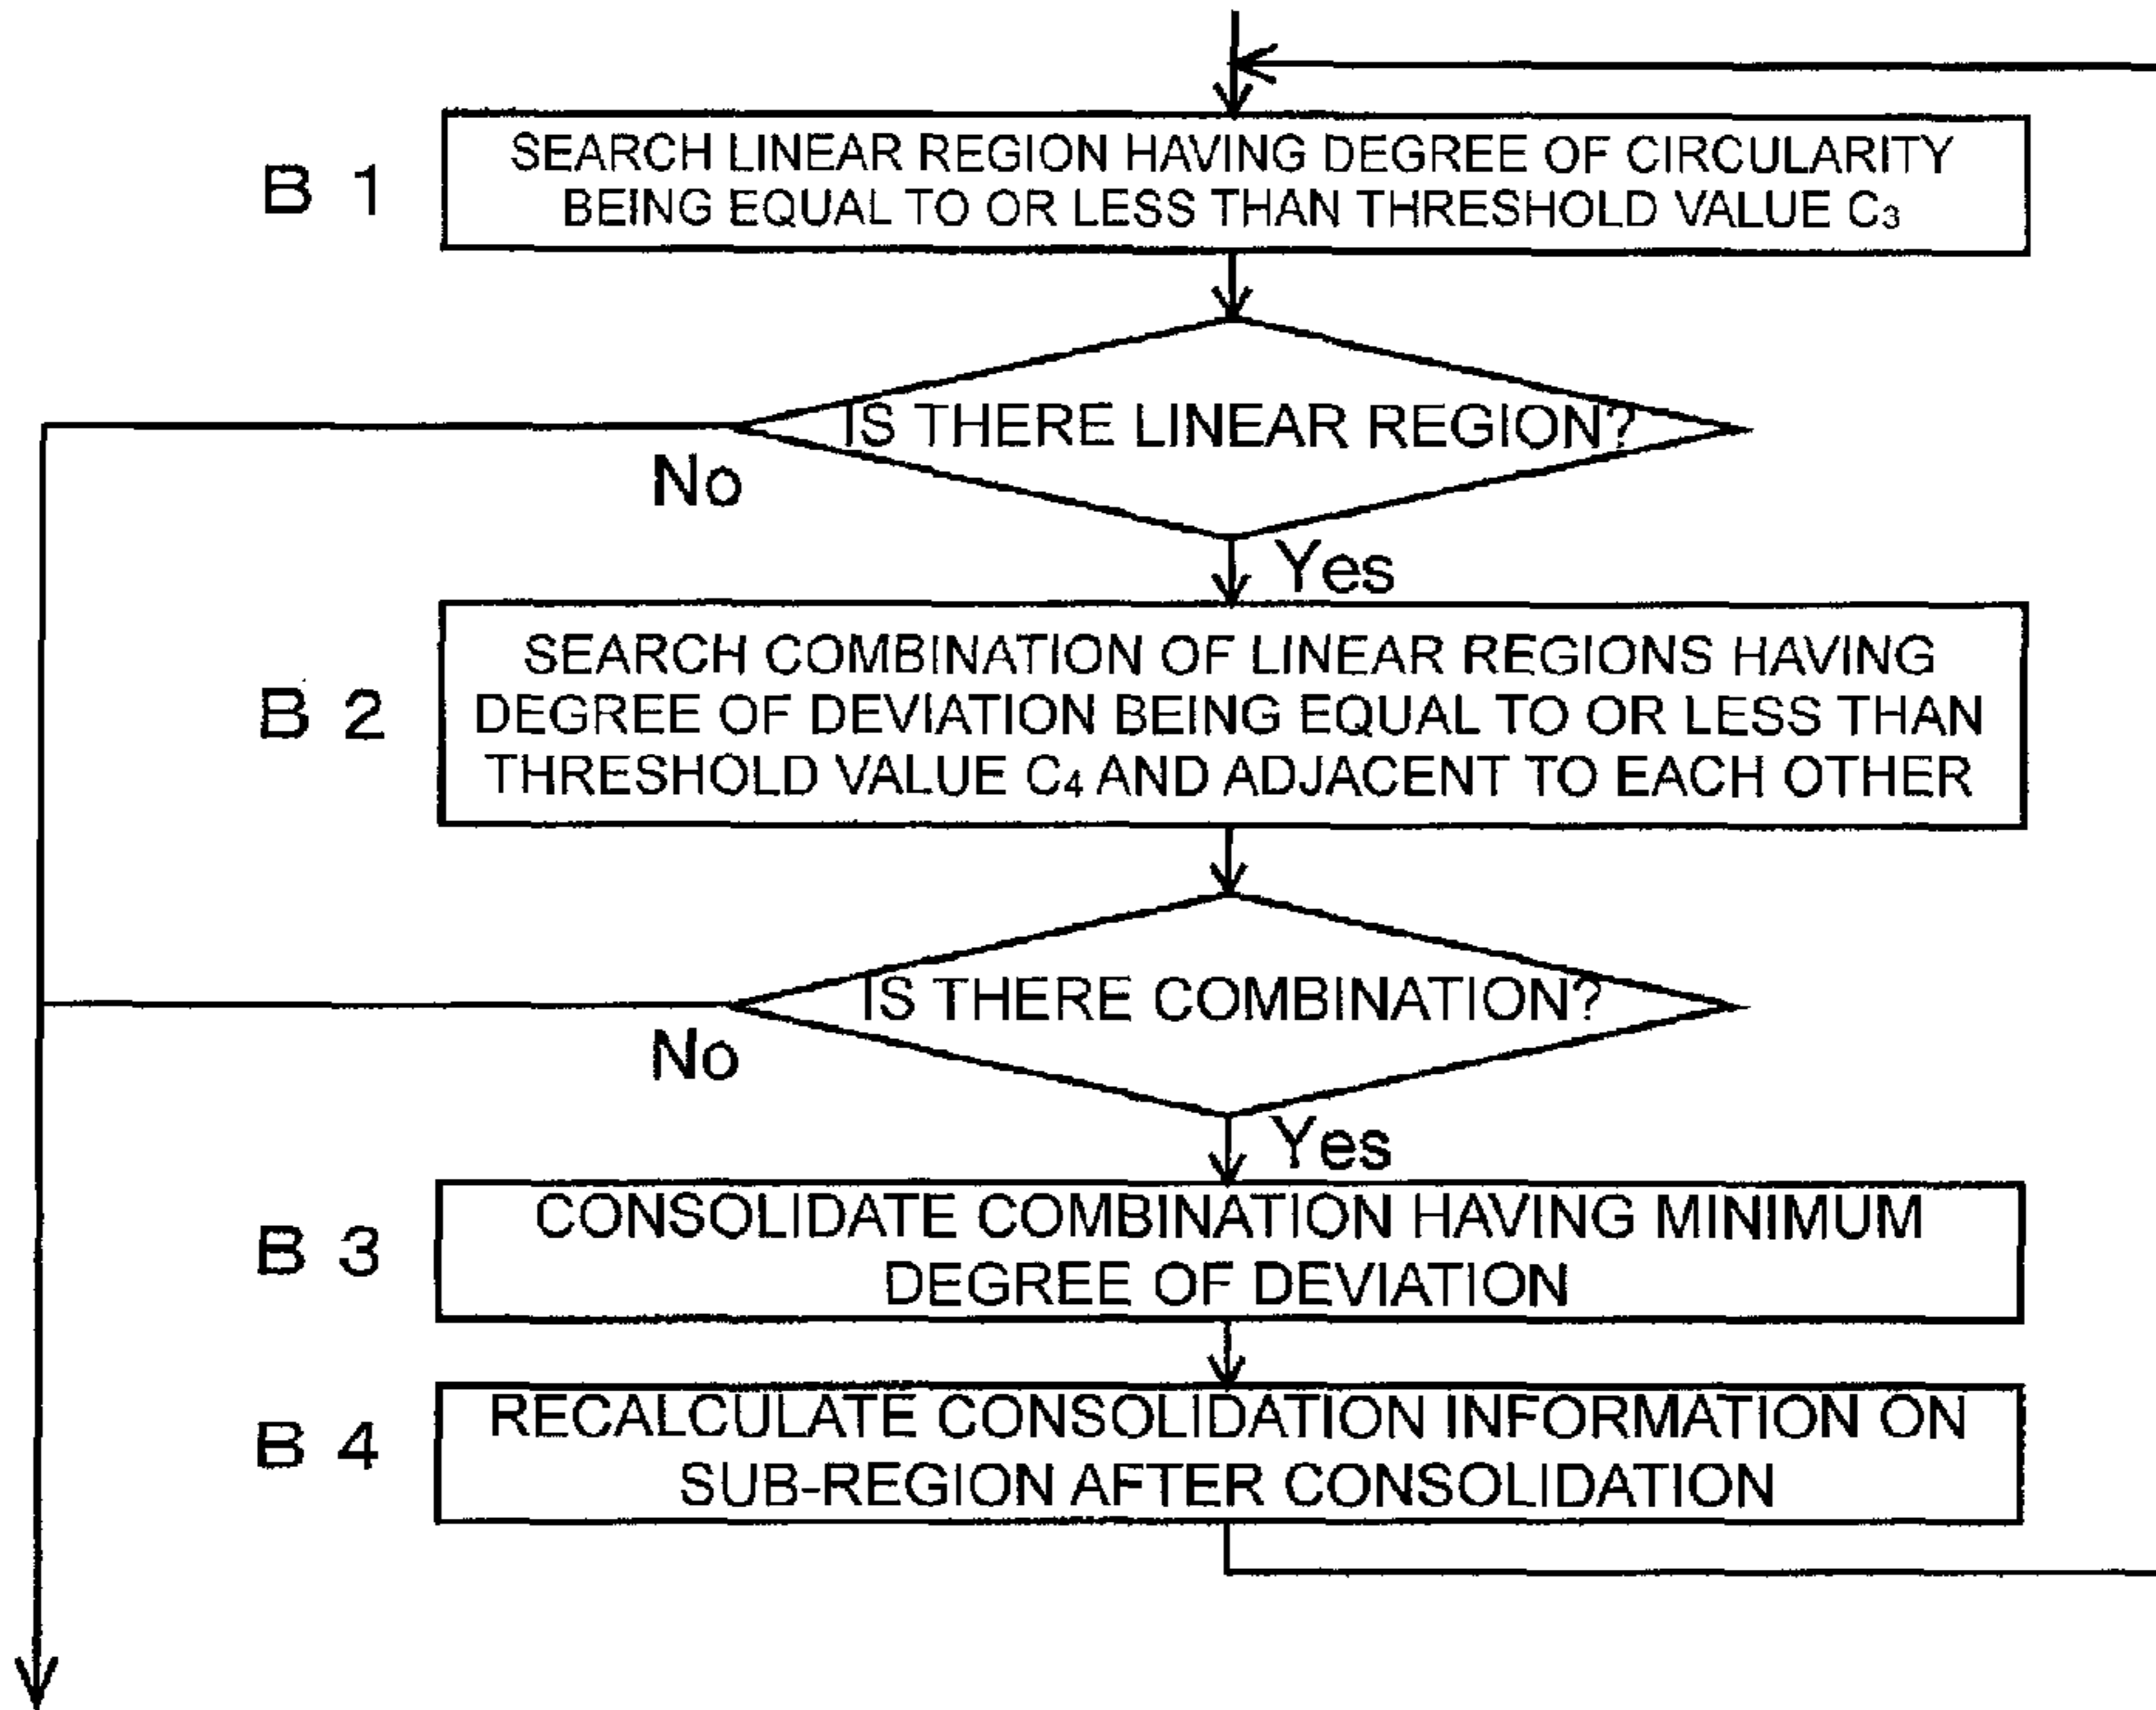 B 1
SEARCH LINEAR REGION HAVING DEGREE OF CIRCULARITY
BEING EQUAL TO OR LESS THAN THRESHOLD VALUE C₃
IS THERE LINEAR REGION?
No
Yes
B 2
SEARCH COMBINATION OF LINEAR REGIONS HAVING
DEGREE OF DEVIATION BEING EQUAL TO OR LESS THAN
THRESHOLD VALUE C₄ AND ADJACENT TO EACH OTHER
IS THERE COMBINATION?
No
Yes
B 3
CONSOLIDATE COMBINATION HAVING MINIMUM
DEGREE OF DEVIATION
B 4
RECALCULATE CONSOLIDATION INFORMATION ON
SUB-REGION AFTER CONSOLIDATION